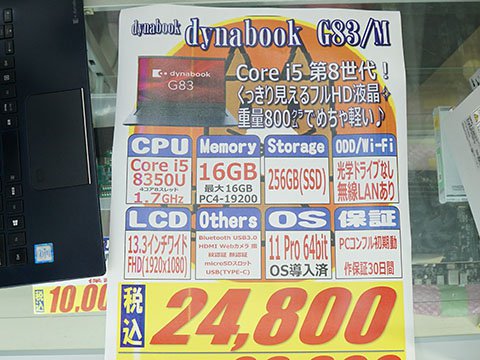 dynabook dynabook G83/M
Core i5 第8世代!
くっきり見えるフルHD液晶
重量800グラでめちゃ軽い♪
dynabook
G83
CPU
Core i5
8350U
4コア8スレッド
1.7GHz
Memory
16GB
最大16GB
PC4-19200
Storage
256GB(SSD)
ODD/Wi-Fi
光学ドライブなし
無線LANあり
LCD
13.3インチワイド
FHD(1920x1080)
Others
Bluetooth USB3.0
HDMI Webカメラ
microSDスロット
USB(TYPE-C)
OS
11 Pro 64bit
OS導入済
保証
PCコンフル初期動
作保証30日間
税込
24,800
税込
10,00